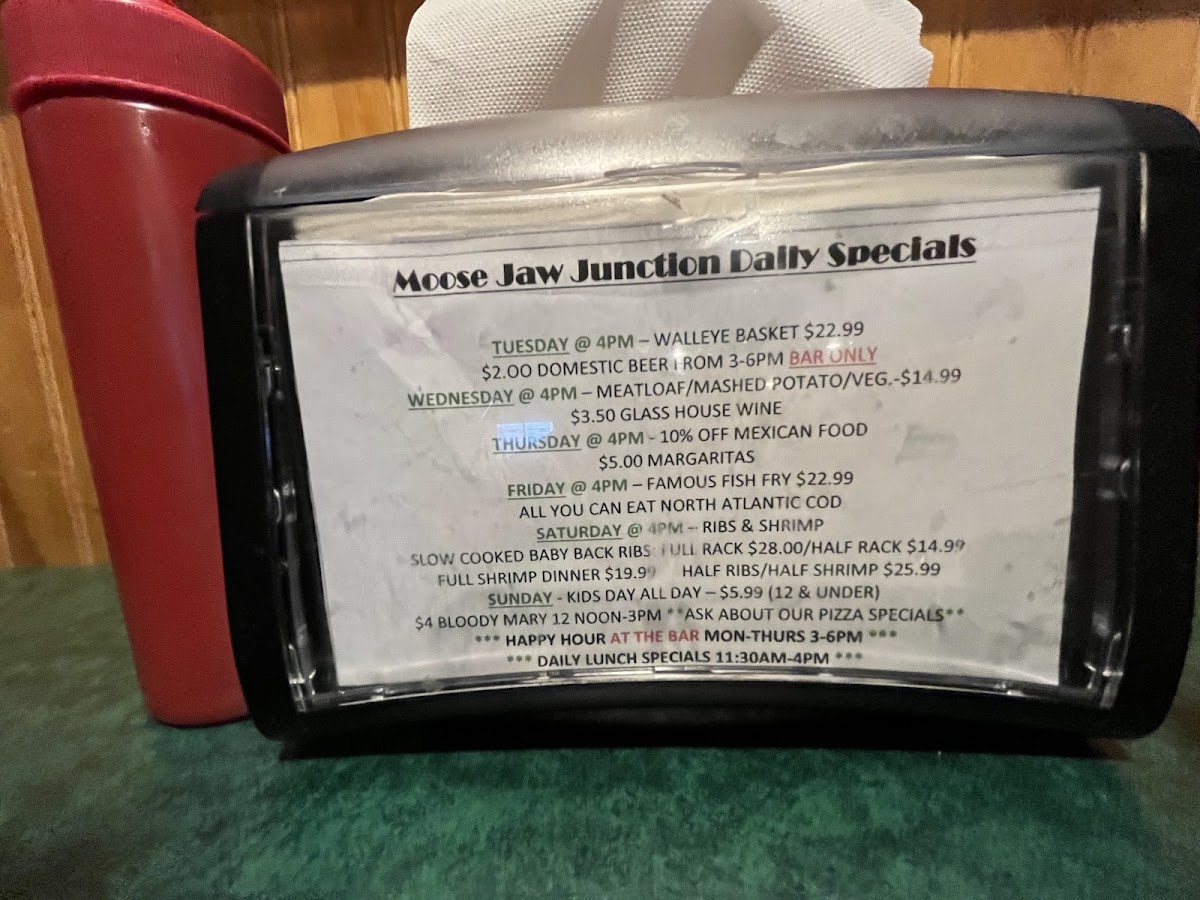 Moose Jaw Junction Daily Specials
TUESDAY @ 4PM – WALLEYE BASKET $22.99
$2.00 DOMESTIC BEER FROM 3-6PM BAR ONLY
WEDNESDAY @ 4PM – MEATLOAF/MASHED POTATO/VEG.-$14.99
$3.50 GLASS HOUSE WINE
THURSDAY @ 4PM - 10% OFF MEXICAN FOOD
$5.00 MARGARITAS
FRIDAY @ 4PM – FAMOUS FISH FRY $22.99
ALL YOU CAN EAT NORTH ATLANTIC COD
SATURDAY @ 4PM – RIBS & SHRIMP
SLOW COOKED BABY BACK RIBS: FULL RACK $28.00/HALF RACK $14.99
FULL SHRIMP DINNER $19.99 HALF RIBS/HALF SHRIMP $25.99
SUNDAY - KIDS DAY ALL DAY – $5.99 (12 & UNDER)
$4 BLOODY MARY 12 NOON-3PM **ASK ABOUT OUR PIZZA SPECIALS**
*** HAPPY HOUR AT THE BAR MON-THURS 3-6PM ***
*** DAILY LUNCH SPECIALS 11:30AM-4PM ***